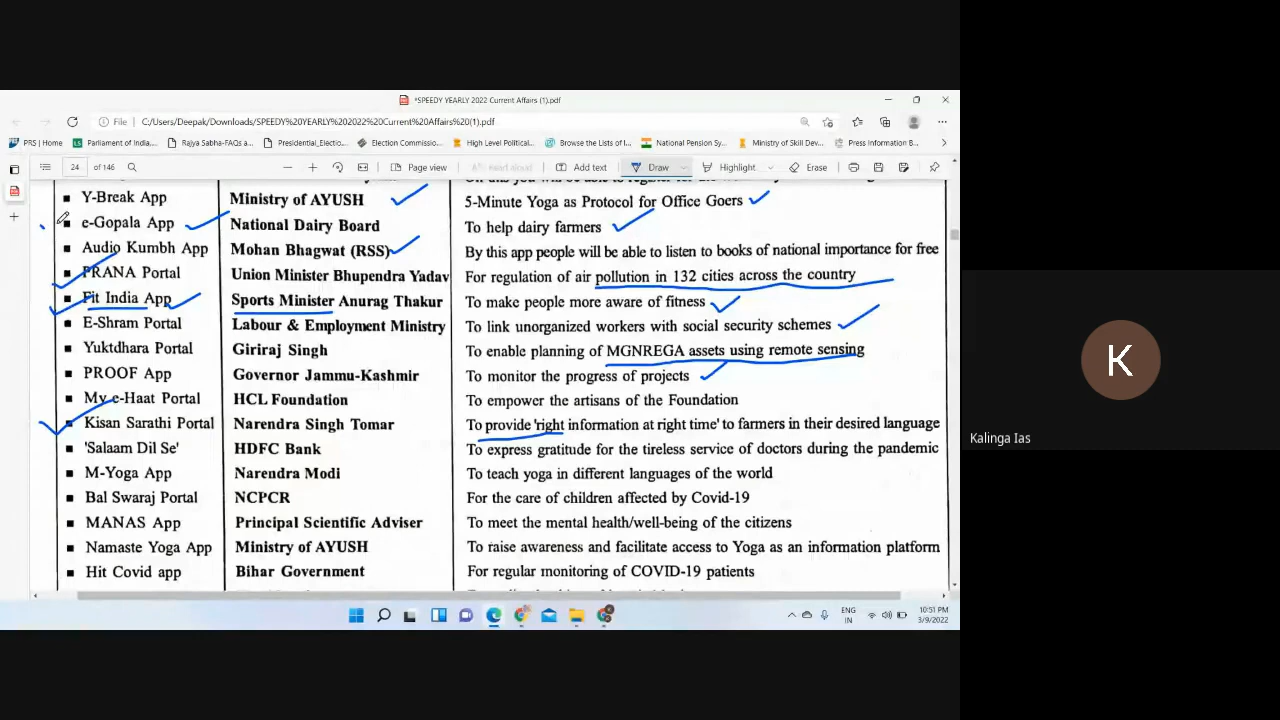 *SPEEDY YEARLY 2022 Current Affairs (1).pdf
File C:/Users/Deepak/Downloads/SPEEDY%20YEARLY%202022%20Current%20Affairs%20(1).pdf
PRS | Home Parliament of India,... Rajya Sabha-FAQs a... Presidential_Electio... Election Commissio... High Level Political... Browse the Lists of I... National Pension Sy... Ministry of Skill Dev... Press Information B...
24 of 146 Page view Read aloud Add text Draw Highlight Erase
Y-Break App Ministry of AYUSH 5-Minute Yoga as Protocol for Office Goers
e-Gopala App National Dairy Board To help dairy farmers
Audio Kumbh App Mohan Bhagwat (RSS) By this app people will be able to listen to books of national importance for free
PRANA Portal Union Minister Bhupendra Yadav For regulation of air pollution in 132 cities across the country
Fit India App Sports Minister Anurag Thakur To make people more aware of fitness
E-Shram Portal Labour & Employment Ministry To link unorganized workers with social security schemes
Yuktdhara Portal Giriraj Singh To enable planning of MGNREGA assets using remote sensing
PROOF App Governor Jammu-Kashmir To monitor the progress of projects
My e-Haat Portal HCL Foundation To empower the artisans of the Foundation
Kisan Sarathi Portal Narendra Singh Tomar To provide 'right information at right time' to farmers in their desired language
'Salaam Dil Se' HDFC Bank To express gratitude for the tireless service of doctors during the pandemic
M-Yoga App Narendra Modi To teach yoga in different languages of the world
Bal Swaraj Portal NCPCR For the care of children affected by Covid-19
MANAS App Principal Scientific Adviser To meet the mental health/well-being of the citizens
Namaste Yoga App Ministry of AYUSH To raise awareness and facilitate access to Yoga as an information platform
Hit Covid app Bihar Government For regular monitoring of COVID-19 patients
ENG 10:51 PM
IN 3/9/2022
K
Kalinga Ias